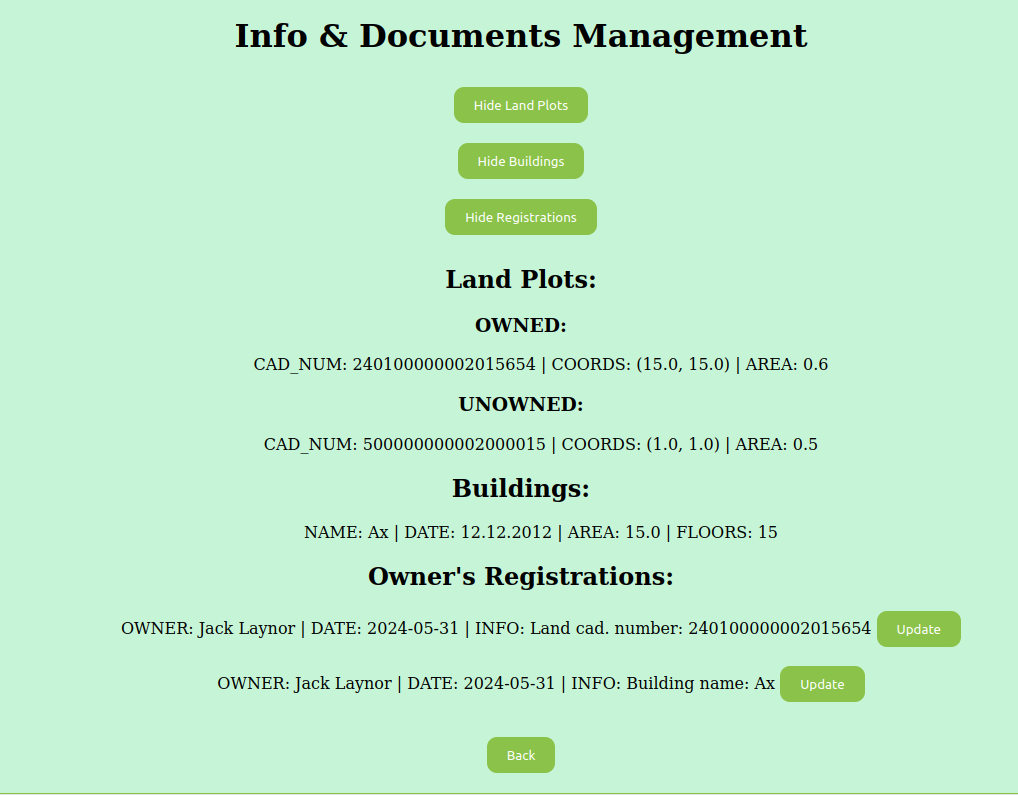 Info & Documents Management
Hide Land Plots
Hide Buildings
Hide Registrations
Land Plots:
OWNED:
CAD_NUM: 240100000002015654 | COORDS: (15.0, 15.0) | AREA: 0.6
UNOWNED:
CAD_NUM: 500000000002000015 | COORDS: (1.0, 1.0) | AREA: 0.5
Buildings:
NAME: Ax | DATE: 12.12.2012 | AREA: 15.0 | FLOORS: 15
Owner's Registrations:
OWNER: Jack Laynor | DATE: 2024-05-31 | INFO: Land cad. number: 240100000002015654 Update
OWNER: Jack Laynor | DATE: 2024-05-31 | INFO: Building name: Ax Update
Back